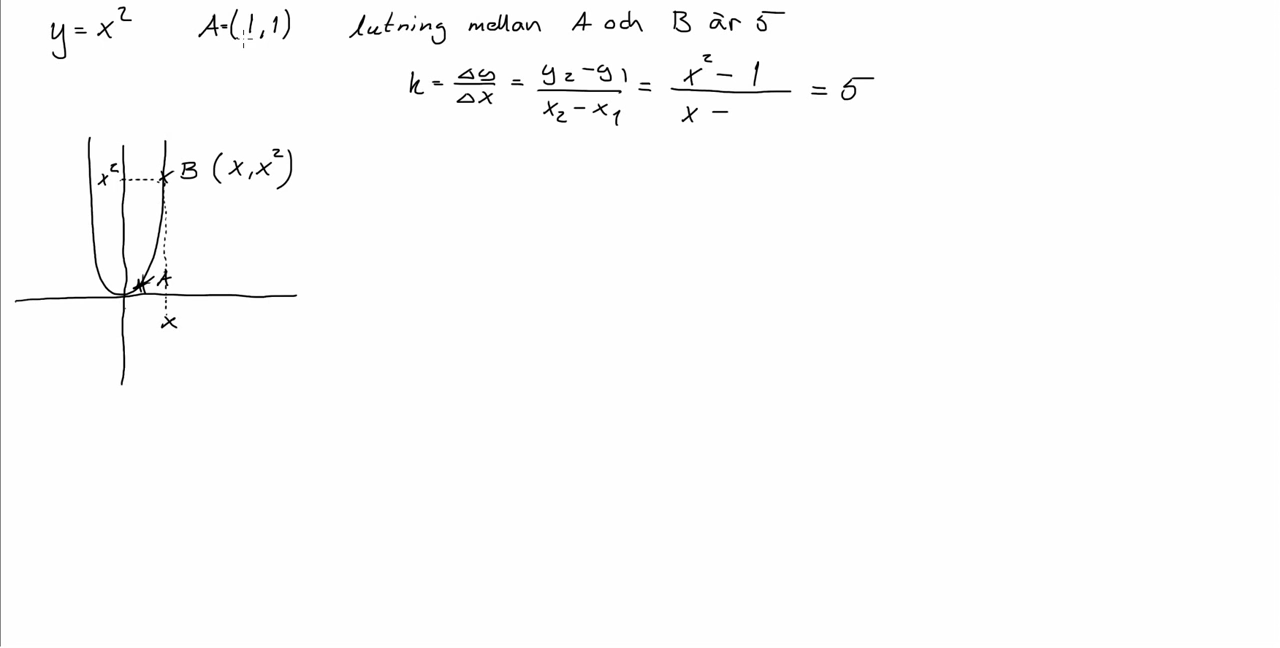 y = x² A=(1,1) lutning mellan A och B är 5
k = Δy/Δx = (y₂-y₁)/(x₂-x₁) = (x²-1)/(x-   ) = 5
x² B (x,x²)
A
x